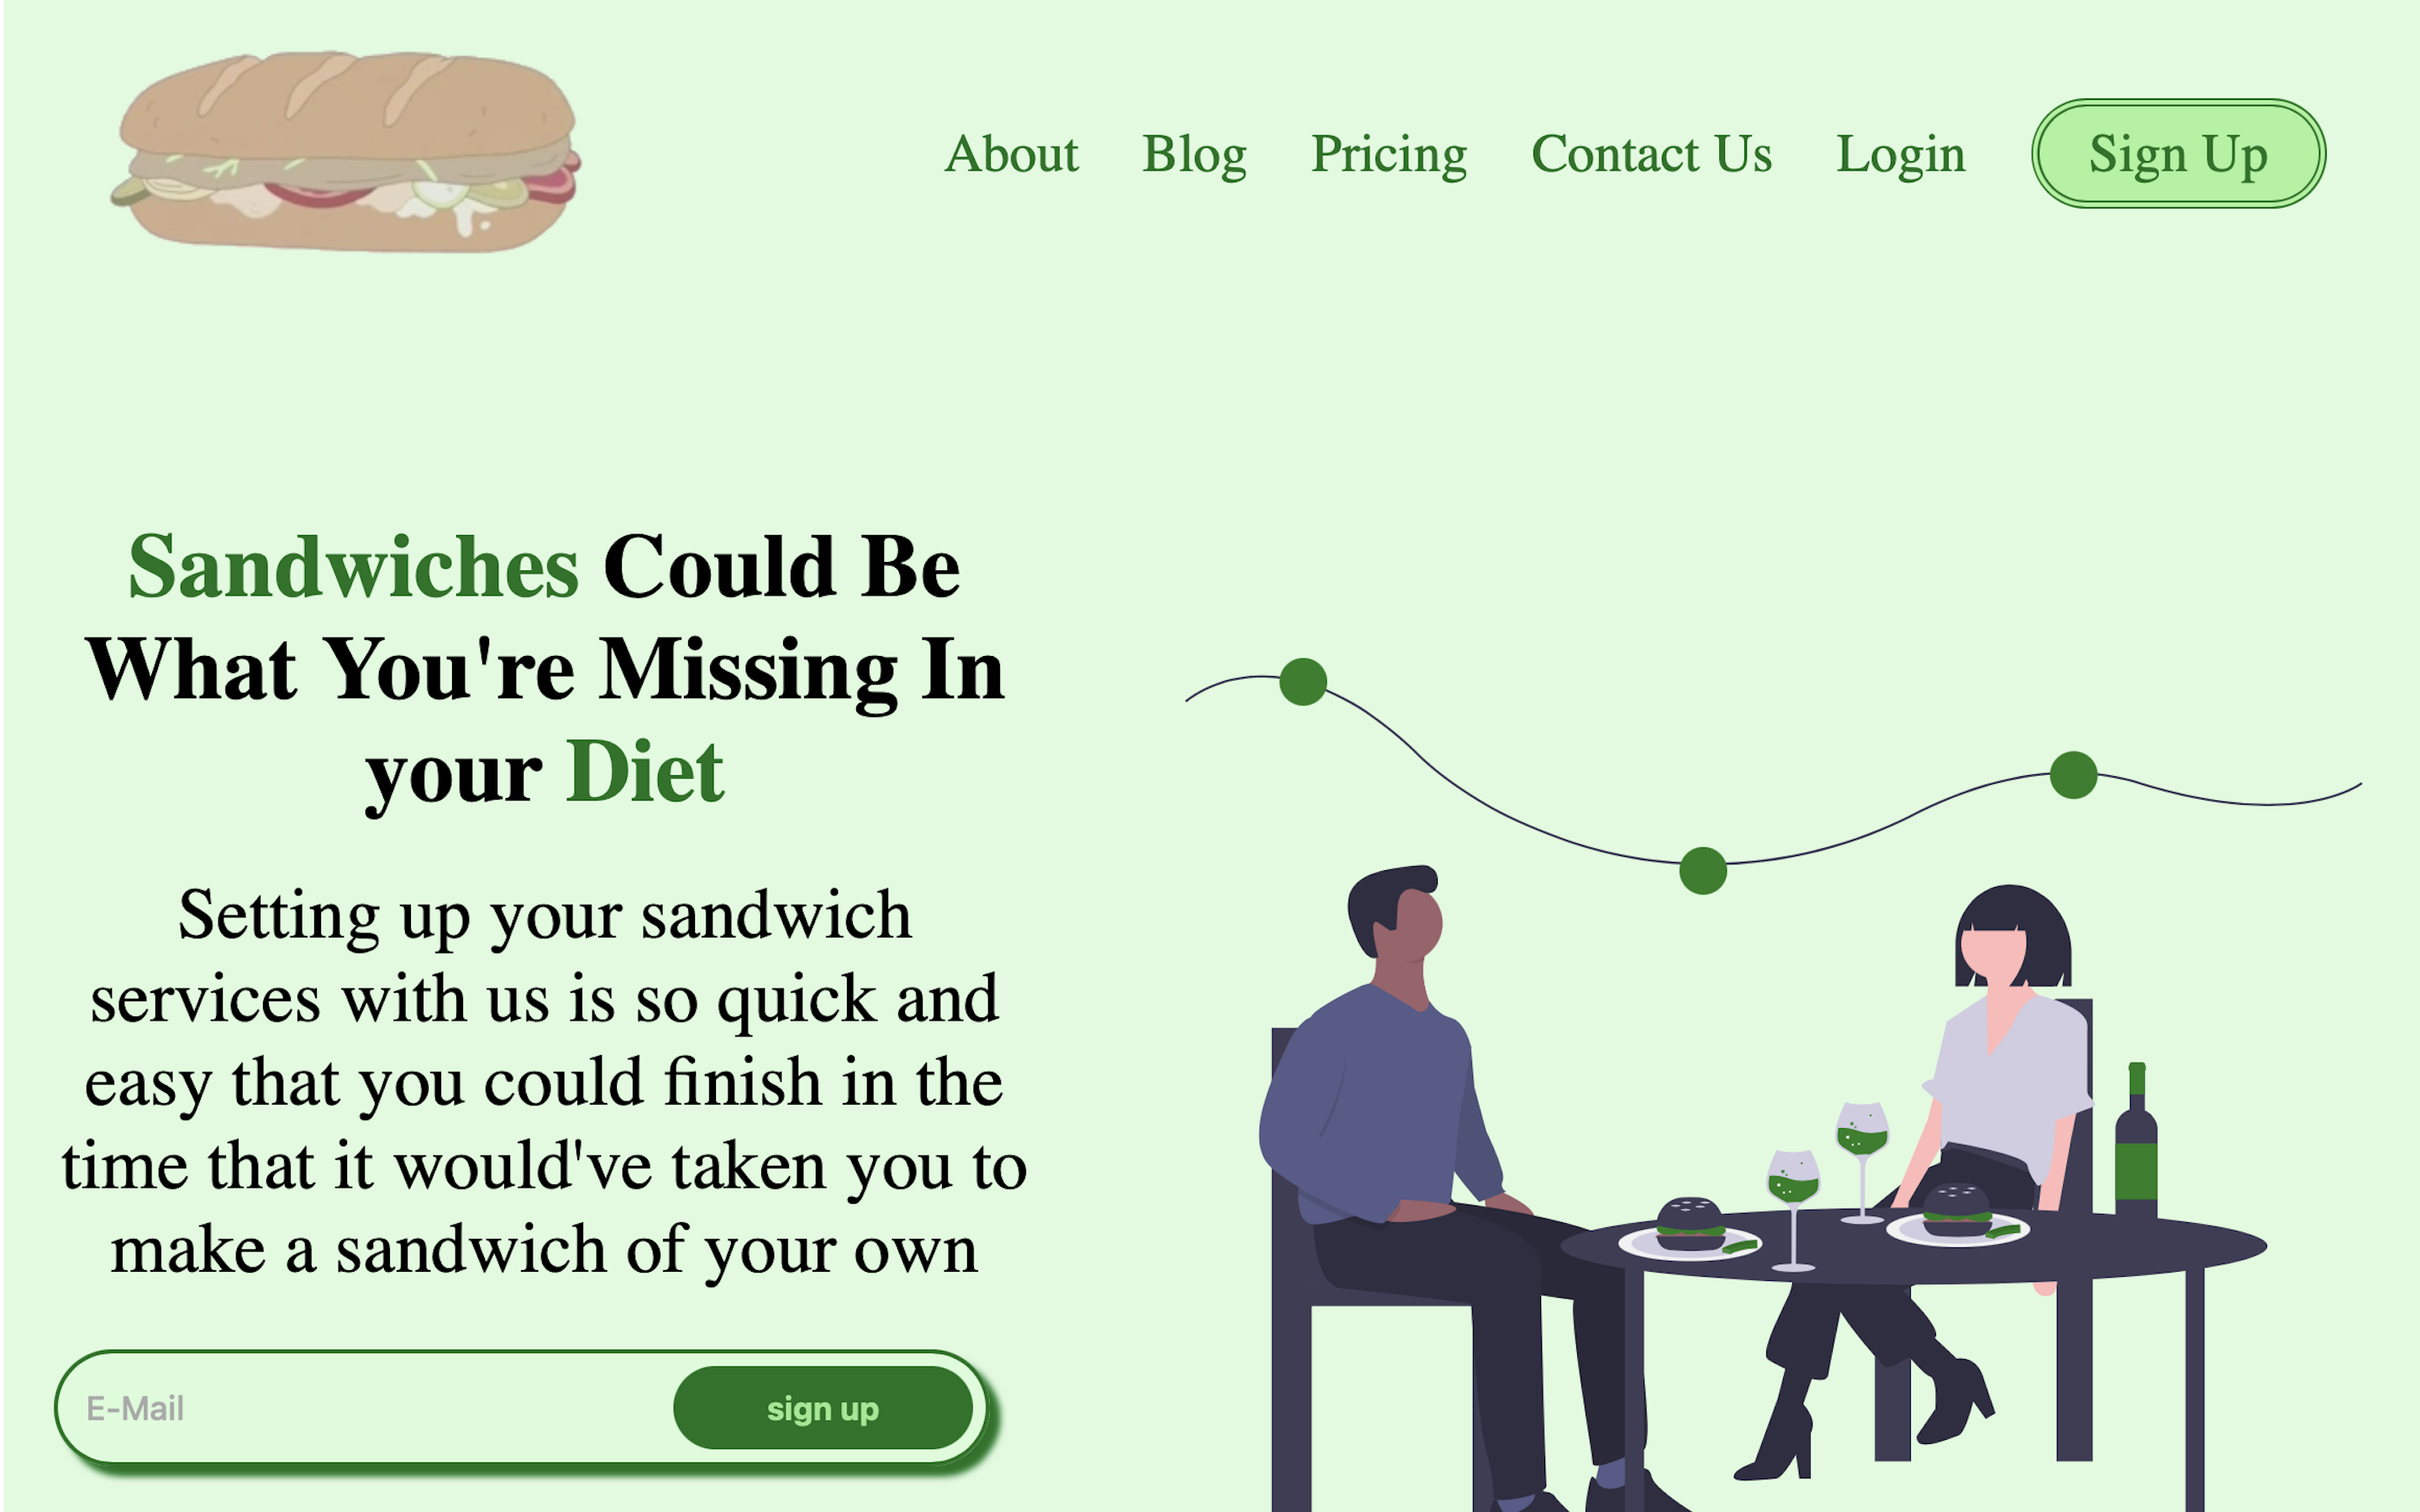 About Blog Pricing Contact Us Login Sign Up
Sandwiches Could Be
What You're Missing In
your Diet
Setting up your sandwich
services with us is so quick and
easy that you could finish in the
time that it would've taken you to
make a sandwich of your own
E-Mail sign up